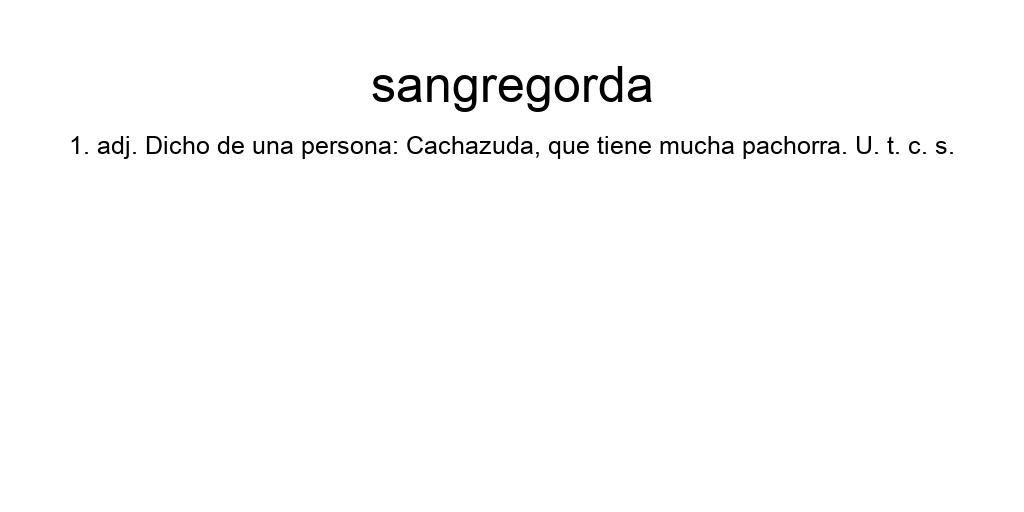 sangregorda
1. adj. Dicho de una persona: Cachazuda, que tiene mucha pachorra. U. t. c. s.